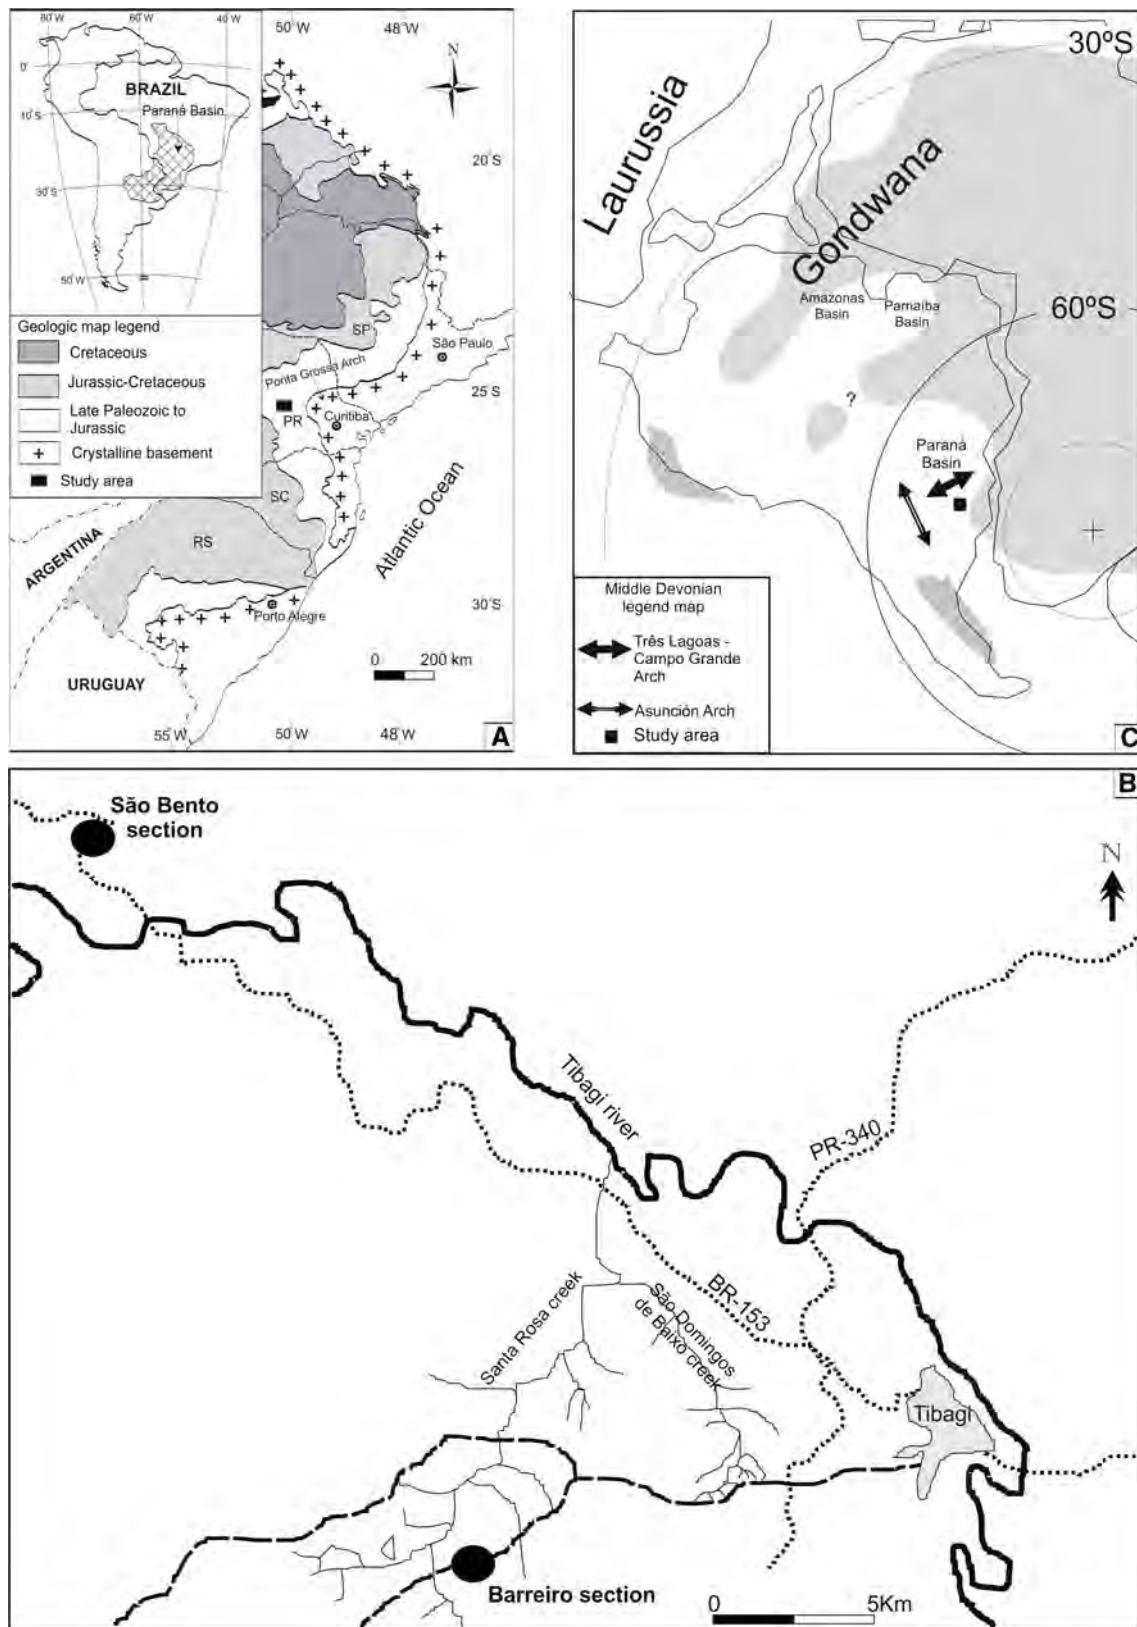 80°W
60°W
40°W
0°
10°S
30°S
50°W
BRAZIL
Paraná Basin
Geologic map legend
Cretaceous
Jurassic-Cretaceous
Late Paleozoic to
Jurassic
Crystalline basement
Study area
50°W
48°W
N
20°S
SP
São Paulo
Ponta Grossa Arch
25°S
PR
Curitiba
SC
RS
ARGENTINA
Atlantic Ocean
Porto Alegre
30°S
0 200 km
URUGUAY
55°W
50°W
48°W
A
30ºS
Laurussia
Gondwana
Amazonas
Basin
Parnaíba
Basin
60ºS
?
Paraná
Basin
Middle Devonian
legend map
Três Lagoas -
Campo Grande
Arch
Asunción Arch
Study area
C
B
São Bento
section
N
Tibagi river
PR-340
BR-153
Santa Rosa creek
São Domingos
de Baixo creek
Tibagi
Barreiro section
0 5Km